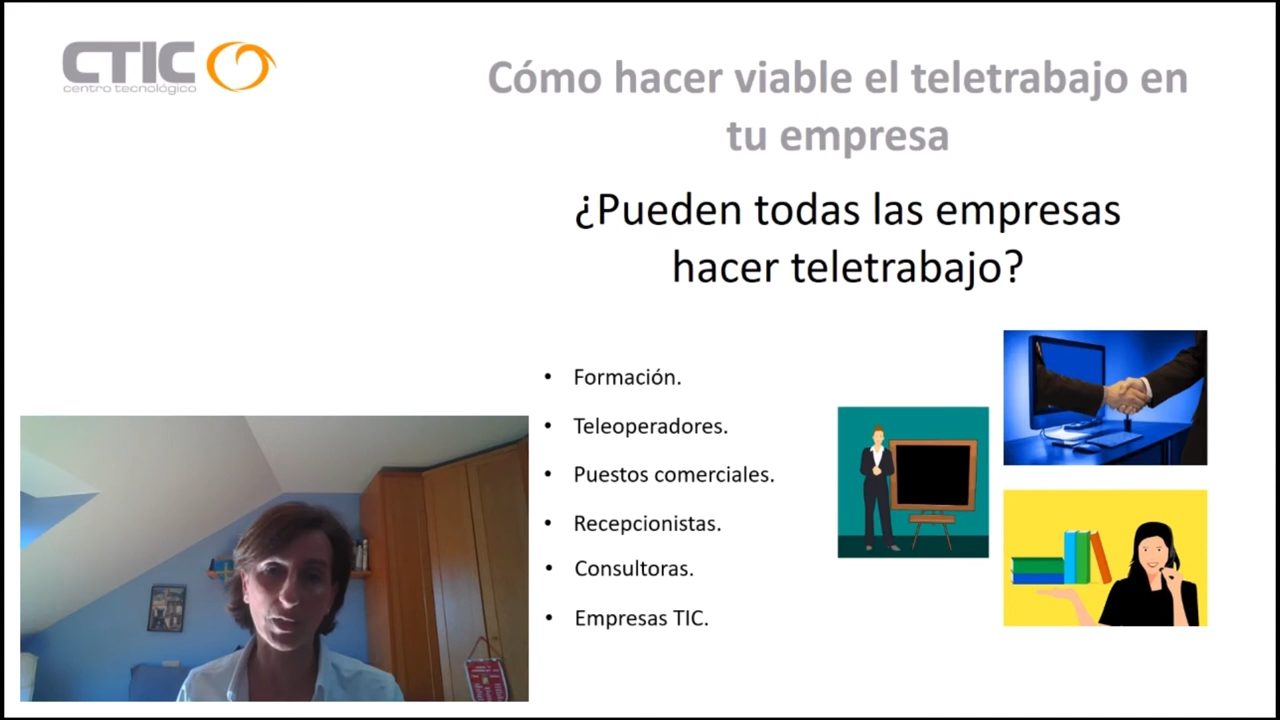 CTIC
centro tecnológico
Cómo hacer viable el teletrabajo en
tu empresa
¿Pueden todas las empresas
hacer teletrabajo?
• Formación.
• Teleoperadores.
• Puestos comerciales.
• Recepcionistas.
• Consultoras.
• Empresas TIC.